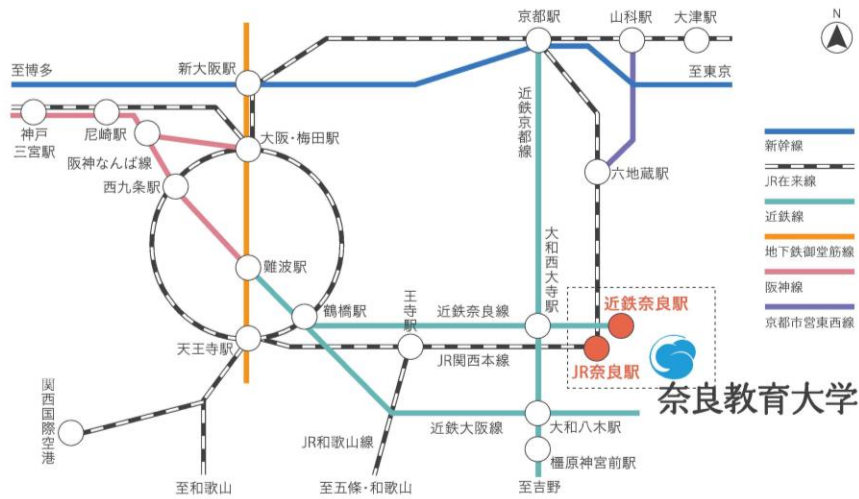 京都駅
山科駅
大津駅
N
至博多
新大阪駅
至東京
神戸
三宮駅
尼崎駅
大阪・梅田駅
近鉄京都線
阪神なんば線
西九条駅
六地蔵駅
新幹線
JR在来線
近鉄線
地下鉄御堂筋線
阪神線
京都市営東西線
難波駅
大和西大寺駅
鶴橋駅
王寺駅
近鉄奈良線
近鉄奈良駅
天王寺駅
JR関西本線
JR奈良駅
奈良教育大学
関西国際空港
JR和歌山線
近鉄大阪線
大和八木駅
橿原神宮前駅
至和歌山
至五條・和歌山
至吉野